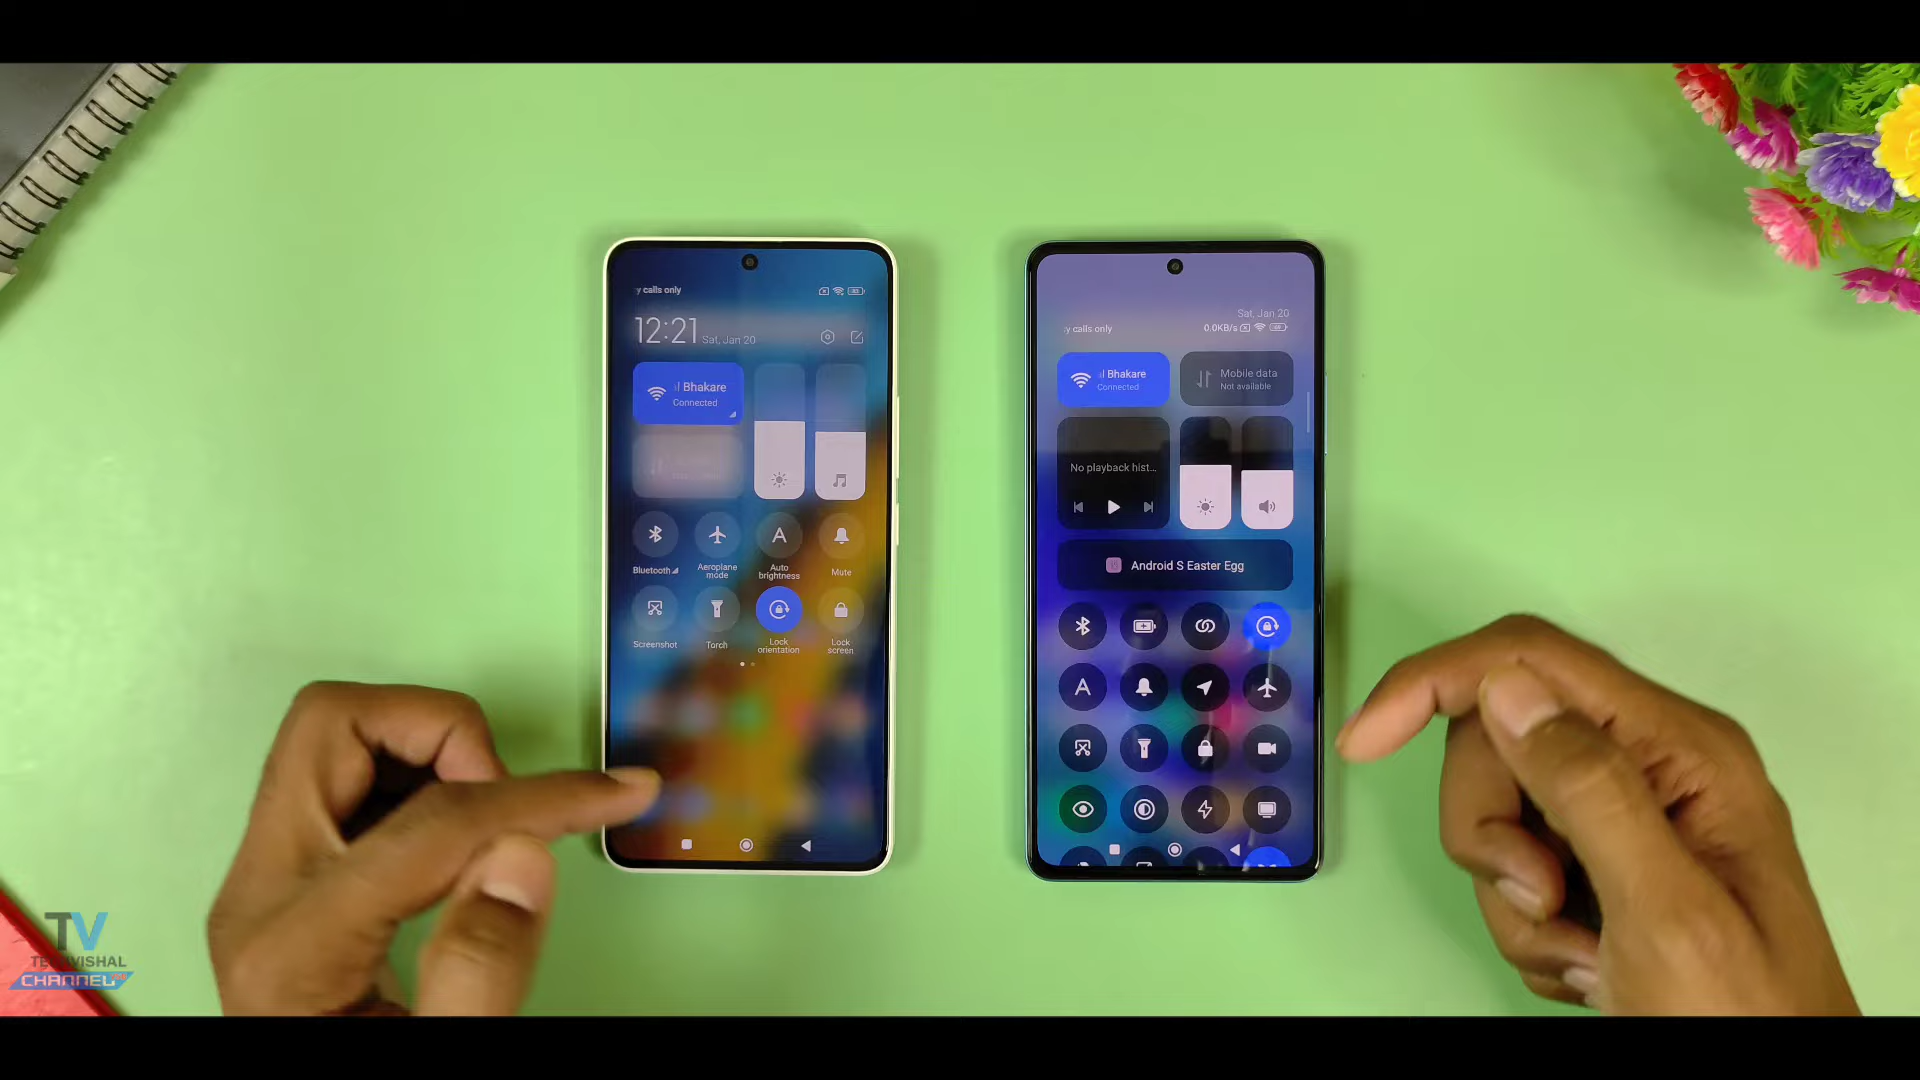 y calls only
12:21 Sat, Jan 20
Bhakare
Connected
Bluetooth
Aeroplane mode
Auto brightness
Mute
Screenshot
Torch
Lock orientation
Lock screen
Sat, Jan 20
y calls only
0.0KB/s
Bhakare
Connected
Mobile data
Not available
No playback hist...
Android S Easter Egg
A
A
TV
CHANNEL